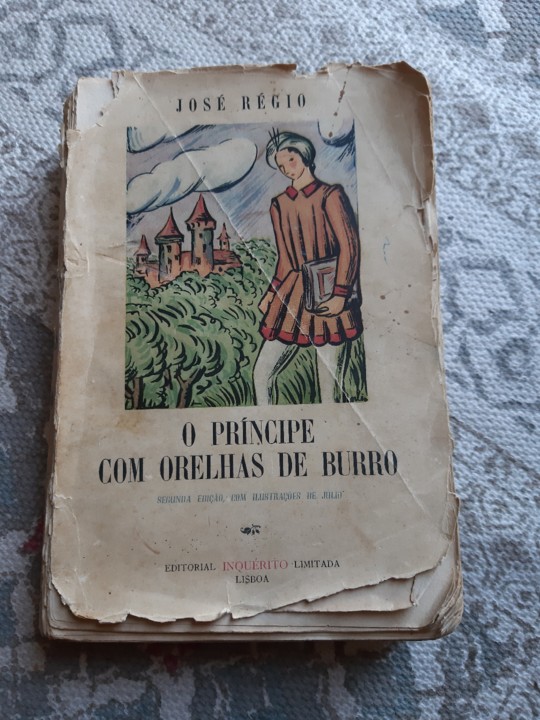 JOSÉ RÉGIO
O PRÍNCIPE
COM ORELHAS DE BURRO
SEGUNDA EDIÇÃO, COM ILUSTRAÇÕES DE JÚLIO
EDITORIAL INQUÉRITO LIMITADA
LISBOA